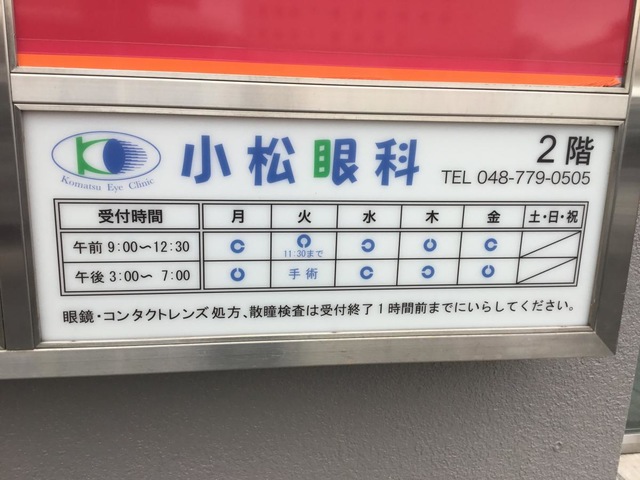 小松眼科
2階
Komatsu Eye Clinic
TEL 048-779-0505
受付時間 月 火 水 木 金 土・日・祝
午前 9:00〜12:30 11:30まで
午後 3:00〜 7:00 手術
眼鏡・コンタクトレンズ処方、散瞳検査は受付終了1時間前までにいらしてください。